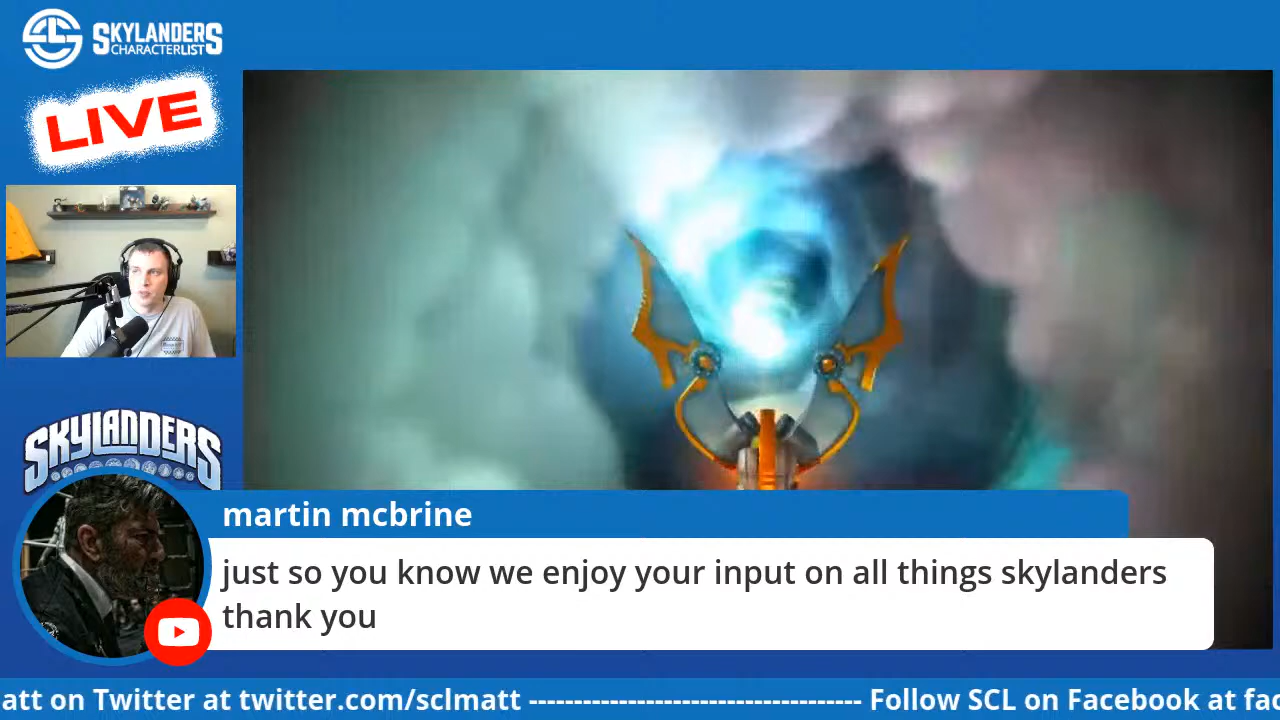 SKYLANDERS
CHARACTERLIST
LIVE
SKYLANDERS
martin mcbrine
just so you know we enjoy your input on all things skylanders
thank you
att on Twitter at twitter.com/sclmatt ------------------------------------- Follow SCL on Facebook at fac